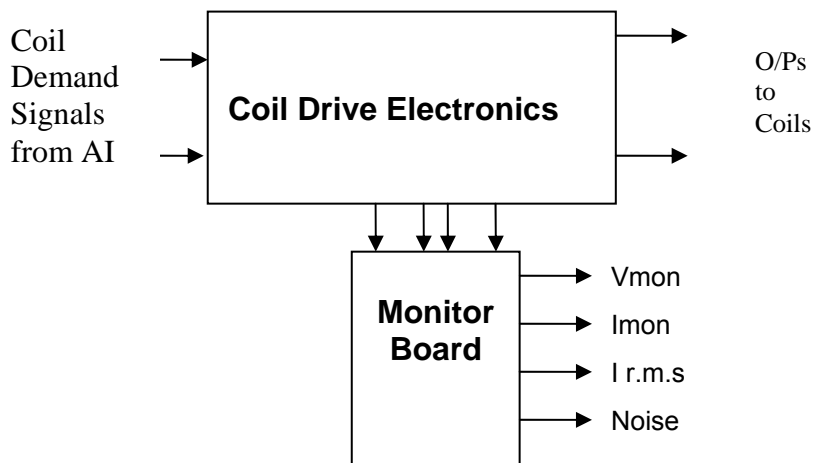 Coil
Demand
Signals
from AI
Coil Drive Electronics
O/Ps
to
Coils
Monitor
Board
Vmon
Imon
I r.m.s
Noise